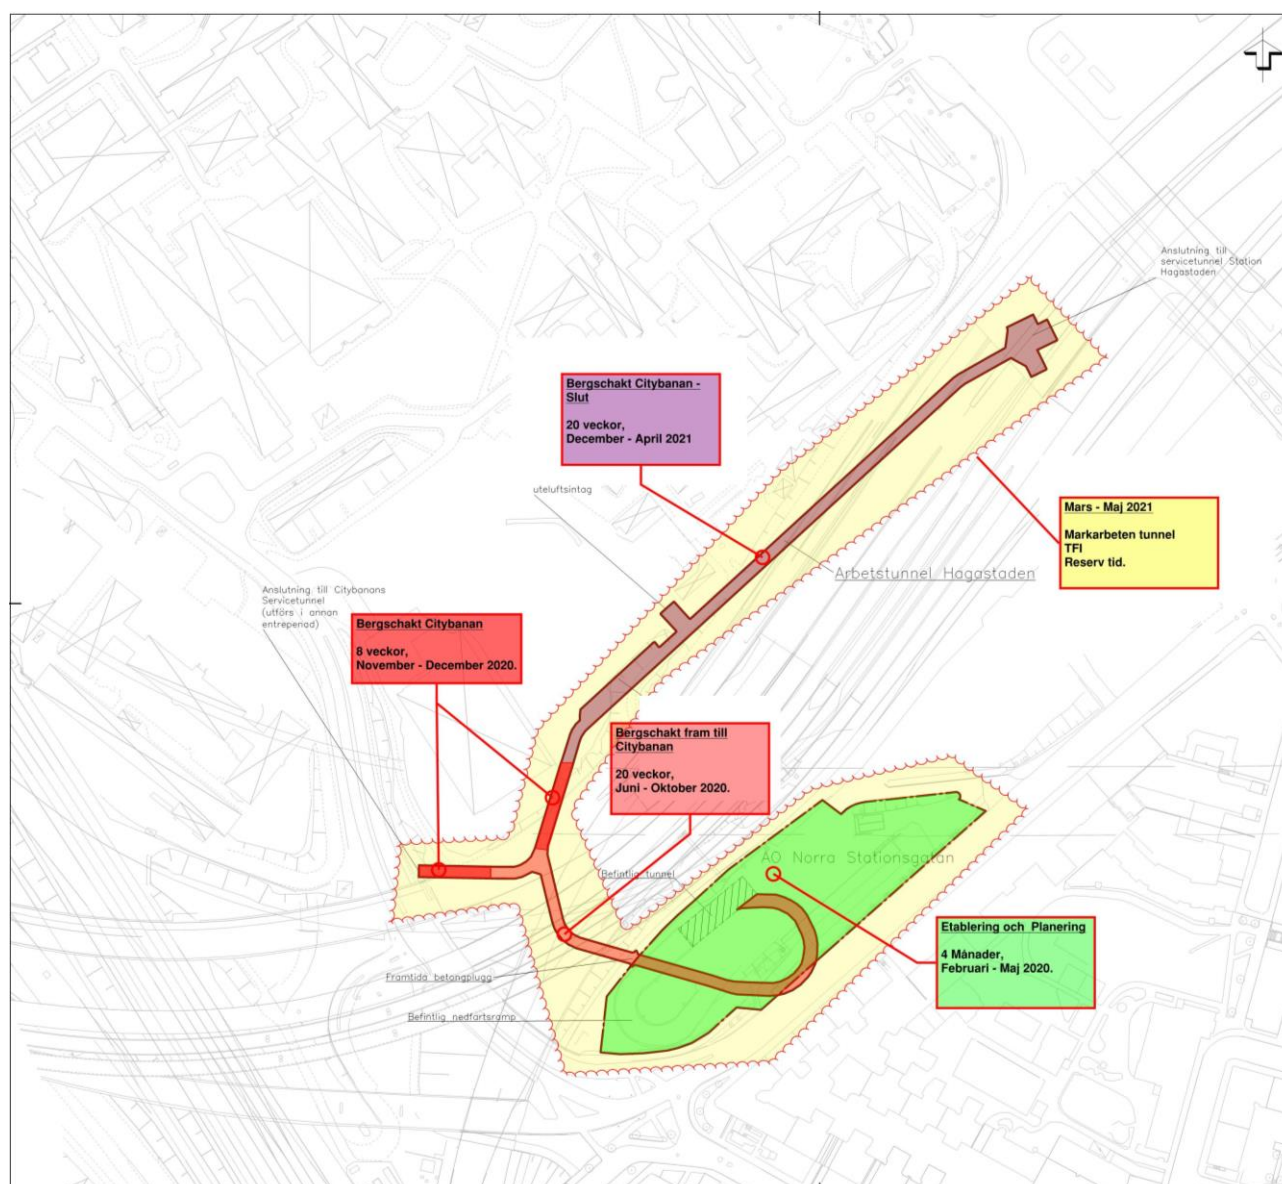 Anslutning till
servicetunnel Station
Hagastaden
Bergschakt Citybanan -
Slut
20 veckor,
December - April 2021
uteluftsintag
Mars - Maj 2021
Markarbeten tunnel
TFI
Reserv tid.
Arbetstunnel Hagastaden
Anslutning till Citybanans
Servicetunnel
(utförs i annan
entreprenad)
Bergschakt Citybanan
8 veckor,
November - December 2020.
Bergschakt fram till
Citybanan
20 veckor,
Juni - Oktober 2020.
ÄO Norra Stationsgatan
Befintlig tunnel
Etablering och Planering
4 Månader,
Februari - Maj 2020.
Framtida betongplugg
Befintlig nedfartsramp